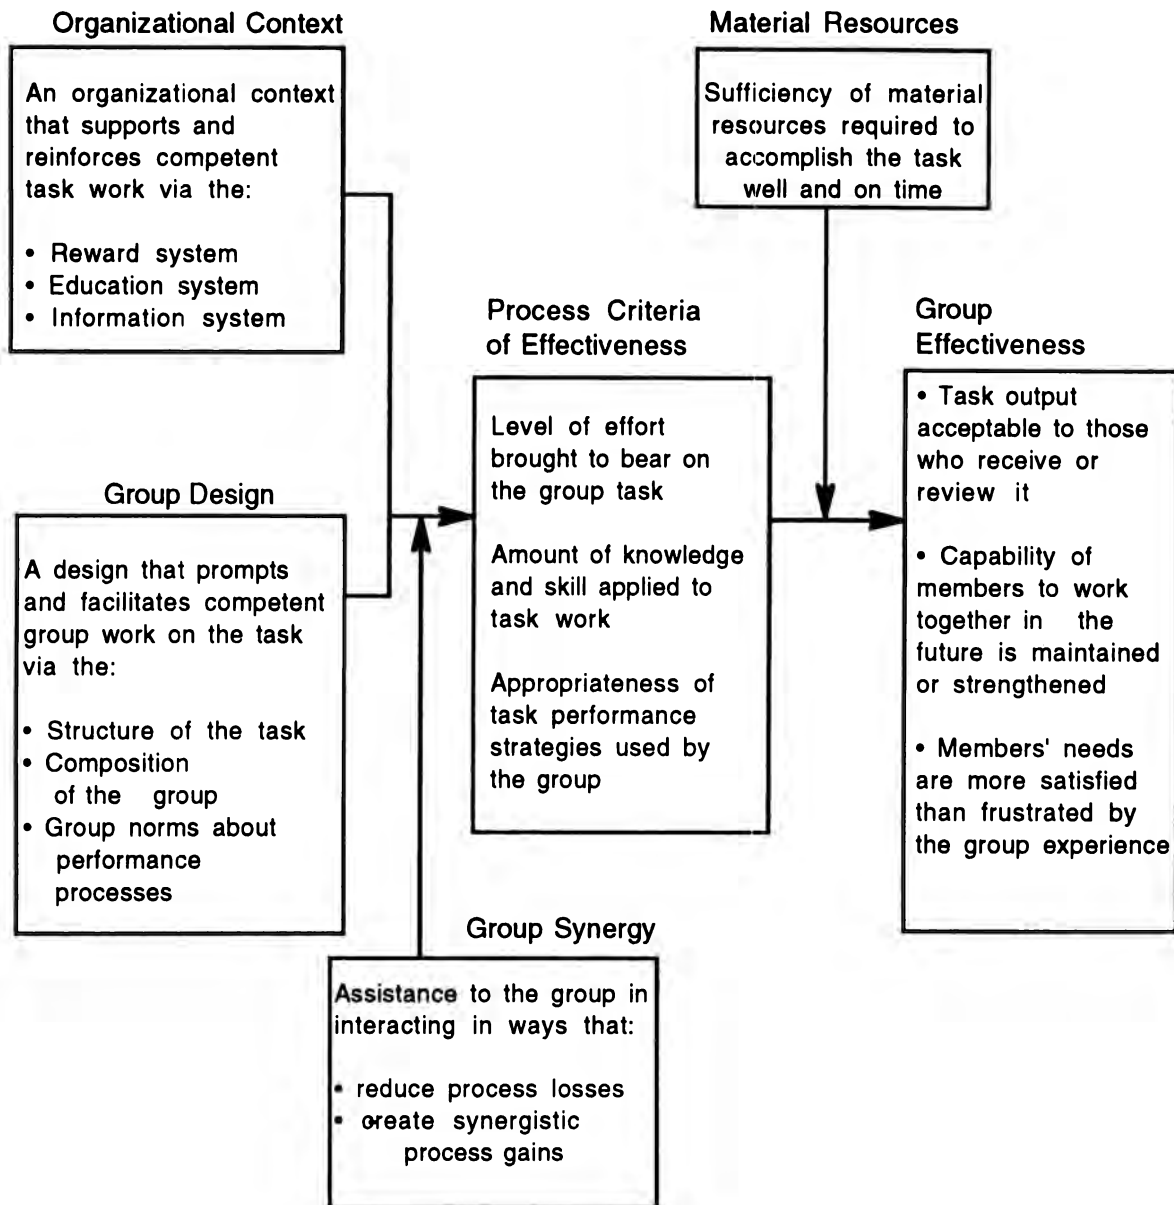 Organizational Context
An organizational context
that supports and
reinforces competent
task work via the:
• Reward system
• Education system
• Information system
Group Design
A design that prompts
and facilitates competent
group work on the task
via the:
• Structure of the task
• Composition
of the group
• Group norms about
performance
processes
Group Synergy
Assistance to the group in
interacting in ways that:
• reduce process losses
• create synergistic
process gains
Process Criteria
of Effectiveness
Level of effort
brought to bear on
the group task
Amount of knowledge
and skill applied to
task work
Appropriateness of
task performance
strategies used by
the group
Material Resources
Sufficiency of material
resources required to
accomplish the task
well and on time
Group
Effectiveness
• Task output
acceptable to those
who receive or
review it
• Capability of
members to work
together in the
future is maintained
or strengthened
• Members' needs
are more satisfied
than frustrated by
the group experience